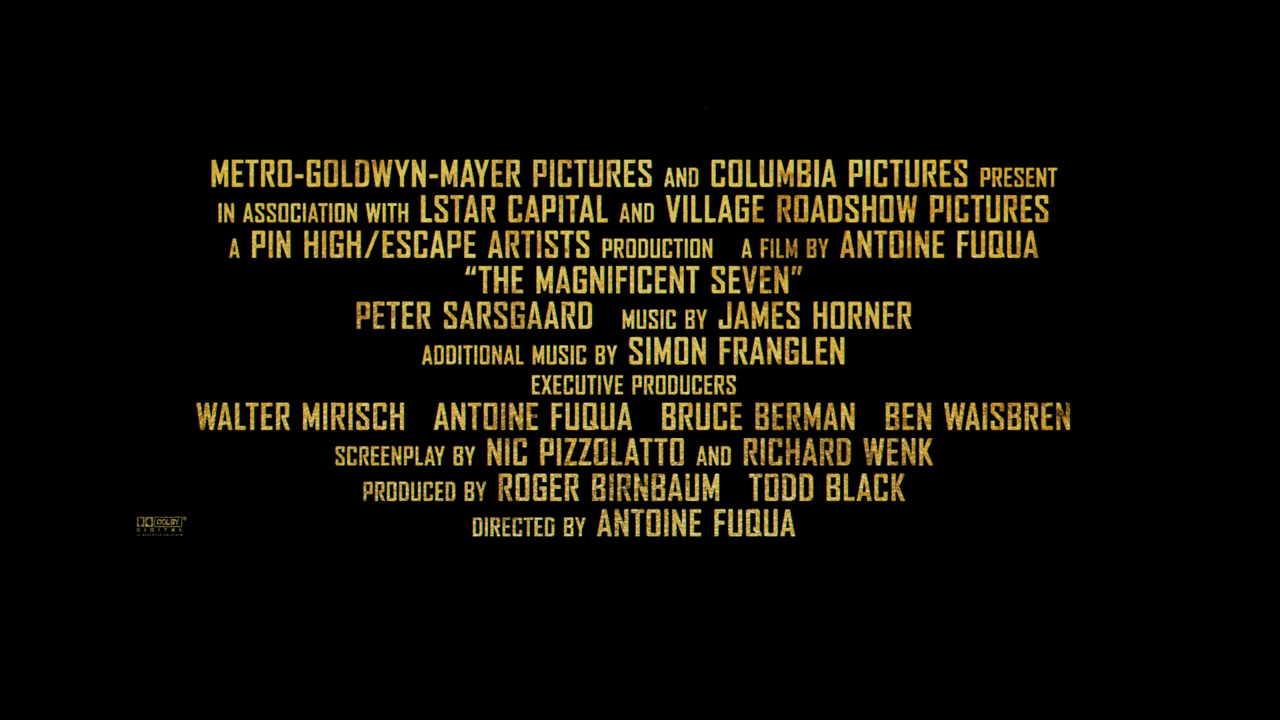 METRO-GOLDWYN-MAYER PICTURES AND COLUMBIA PICTURES PRESENT
IN ASSOCIATION WITH LSTAR CAPITAL AND VILLAGE ROADSHOW PICTURES
A PIN HIGH/ESCAPE ARTISTS PRODUCTION A FILM BY ANTOINE FUQUA
“THE MAGNIFICENT SEVEN”
PETER SARSGAARD MUSIC BY JAMES HORNER
ADDITIONAL MUSIC BY SIMON FRANGLEN
EXECUTIVE PRODUCERS
WALTER MIRISCH ANTOINE FUQUA BRUCE BERMAN BEN WAISBREN
SCREENPLAY BY NIC PIZZOLATTO AND RICHARD WENK
PRODUCED BY ROGER BIRNBAUM TODD BLACK
DIRECTED BY ANTOINE FUQUA
DOLBY
DIGITAL